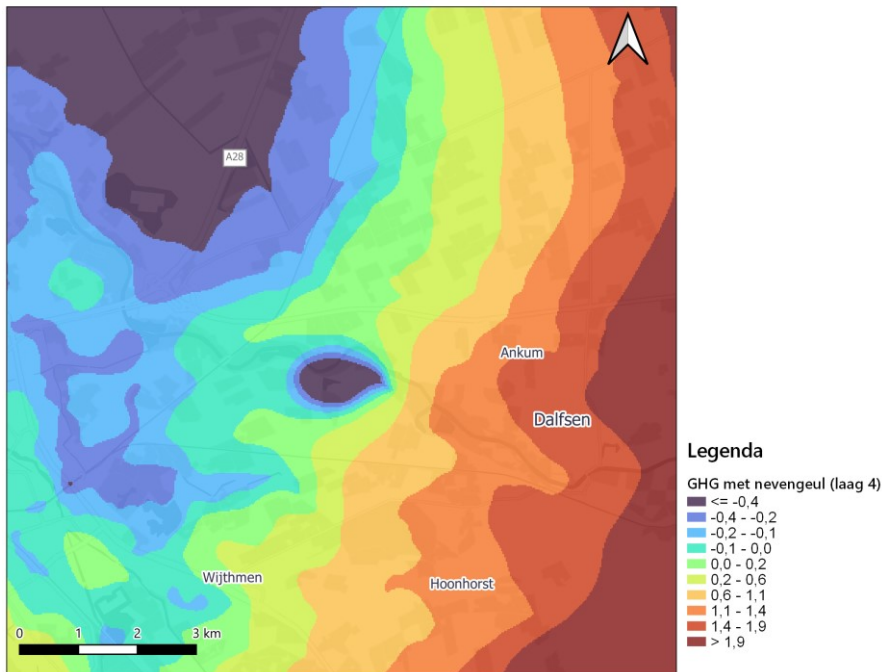 A28
Ankum
Dalfsen
Wijthmen
Hoonhorst
0 1 2 3 km
Legenda
GHG met nevengeul (laag 4)
<= -0,4
-0,4 - -0,2
-0,2 - -0,1
-0,1 - 0,0
0,0 - 0,2
0,2 - 0,6
0,6 - 1,1
1,1 - 1,4
1,4 - 1,9
> 1,9